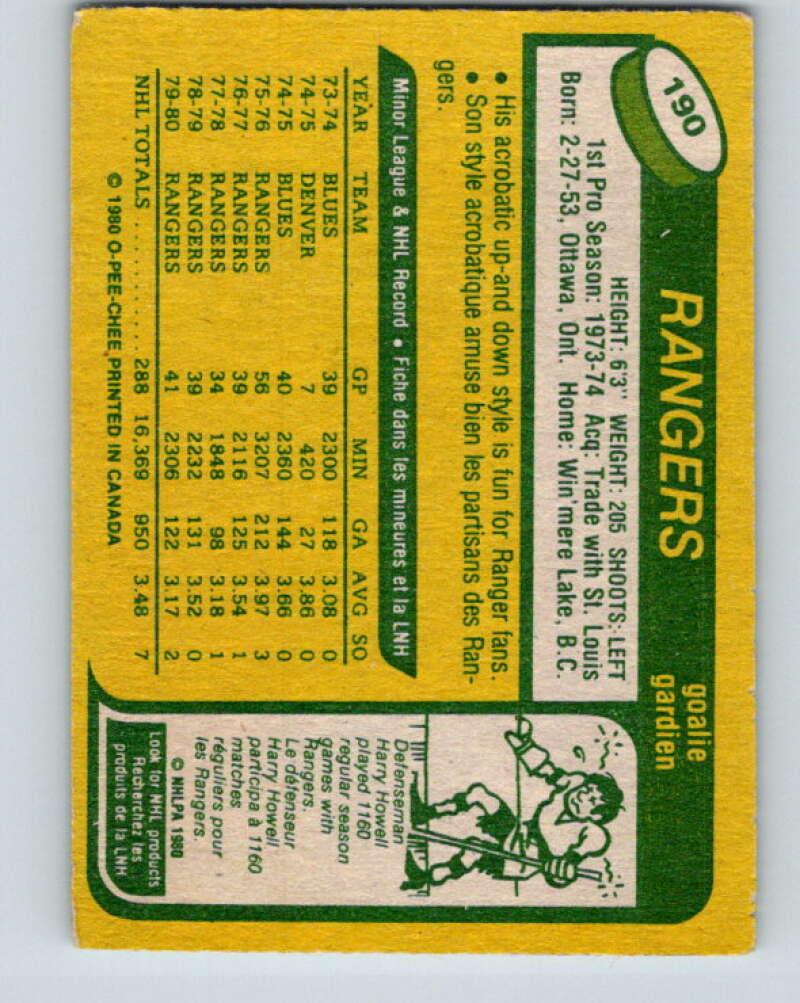 190
RANGERS
goalie
gardien
HEIGHT: 6'3" WEIGHT: 205 SHOOTS: LEFT
1st Pro Season: 1973-74 Acq: Trade with St. Louis
Born: 2-27-53, Ottawa, Ont. Home: Win'mere Lake, B.C.
• His acrobatic up-and down style is fun for Ranger fans.
• Son style acrobatique amuse bien les partisans des Ran-
gers.
Minor League & NHL Record • Fiche dans les mineures et la LNH
YEAR TEAM GP MIN GA AVG SO
73-74 BLUES 39 2300 118 3.08 0
74-75 DENVER 7 420 27 3.86 0
74-75 BLUES 40 2360 144 3.66 0
75-76 RANGERS 56 3207 212 3.97 3
76-77 RANGERS 39 2116 125 3.54 1
77-78 RANGERS 34 1848 98 3.18 1
78-79 RANGERS 39 2232 131 3.52 0
79-80 RANGERS 41 2306 122 3.17 2
NHL TOTALS .......... 288 16,369 950 3.48 7
© 1980 O-PEE-CHEE PRINTED IN CANADA
Defenseman
Harry Howell
played 1160
regular season
games with
Rangers.
Le défenseur
Harry Howell
participa à 1160
matches
réguliers pour
les Rangers.
© NHLPA 1980
Look for NHL products
Recherchez les
produits de la LNH